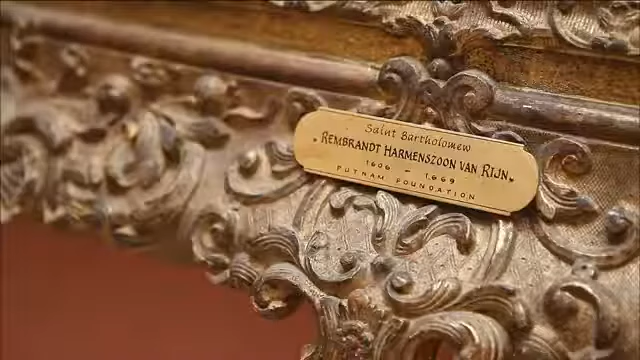 Saint Bartholomew
REMBRANDT HARMENSZOON VAN RIJN
1606 - 1669
PUTNAM FOUNDATION